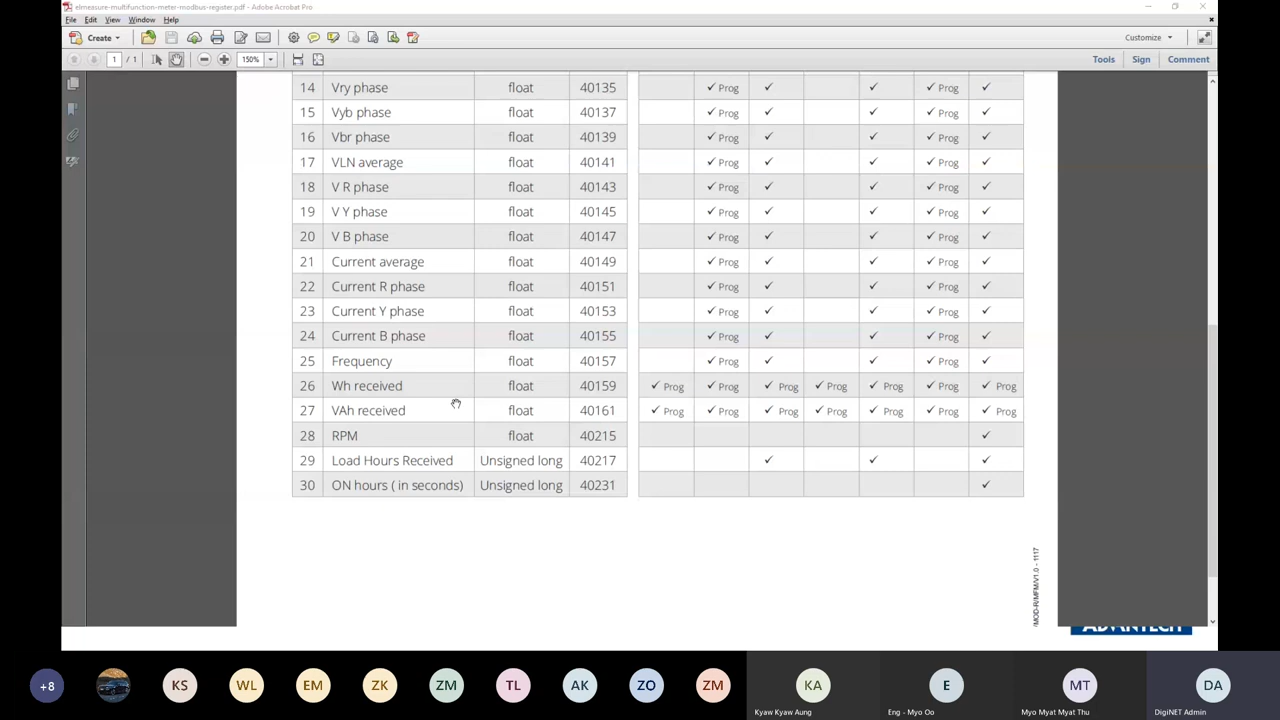 elmeasure-multifunction-meter-modbus-register.pdf - Adobe Acrobat Pro
File Edit View Window Help
Create Customize
1 / 1 150% Tools Sign Comment
14 Vry phase float 40135 ✓ Prog ✓ ✓ ✓ Prog ✓
15 Vyb phase float 40137 ✓ Prog ✓ ✓ ✓ Prog ✓
16 Vbr phase float 40139 ✓ Prog ✓ ✓ ✓ Prog ✓
17 VLN average float 40141 ✓ Prog ✓ ✓ Prog ✓
18 V R phase float 40143 ✓ Prog ✓ ✓ ✓ Prog ✓
19 V Y phase float 40145 ✓ Prog ✓ ✓ ✓ Prog ✓
20 V B phase float 40147 ✓ Prog ✓ ✓ ✓ Prog ✓
21 Current average float 40149 ✓ Prog ✓ ✓ ✓ Prog ✓
22 Current R phase float 40151 ✓ Prog ✓ ✓ ✓ Prog ✓
23 Current Y phase float 40153 ✓ Prog ✓ ✓ ✓ Prog ✓
24 Current B phase float 40155 ✓ Prog ✓ ✓ ✓ Prog ✓
25 Frequency float 40157 ✓ Prog ✓ ✓ ✓ Prog ✓
26 Wh received float 40159 ✓ Prog ✓ Prog ✓ Prog ✓ Prog ✓ Prog ✓ Prog ✓ Prog
27 VAh received float 40161 ✓ Prog ✓ Prog ✓ Prog ✓ Prog ✓ Prog ✓ Prog ✓ Prog
28 RPM float 40215 ✓
29 Load Hours Received Unsigned long 40217 ✓ ✓ ✓
30 ON hours ( in seconds) Unsigned long 40231 ✓
/MOD-R/MFM/V1.0 - 1117
ADVANTECH
+8 KS WL EM ZK ZM TL AK ZO ZM KA E MT DA
Kyaw Kyaw Aung Eng - Myo Oo Myo Myat Myat Thu DigiNET Admin